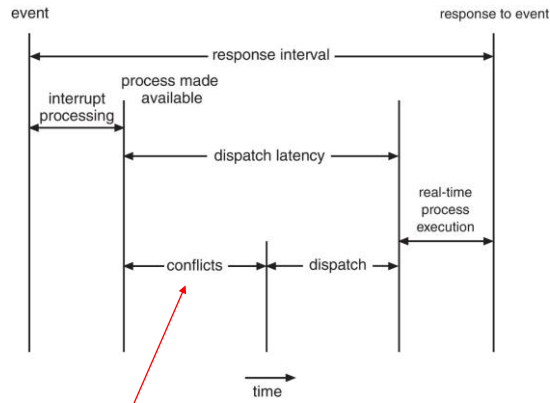 event
response to event
response interval
process made
available
interrupt
processing
dispatch latency
real-time
process
execution
conflicts
dispatch
time